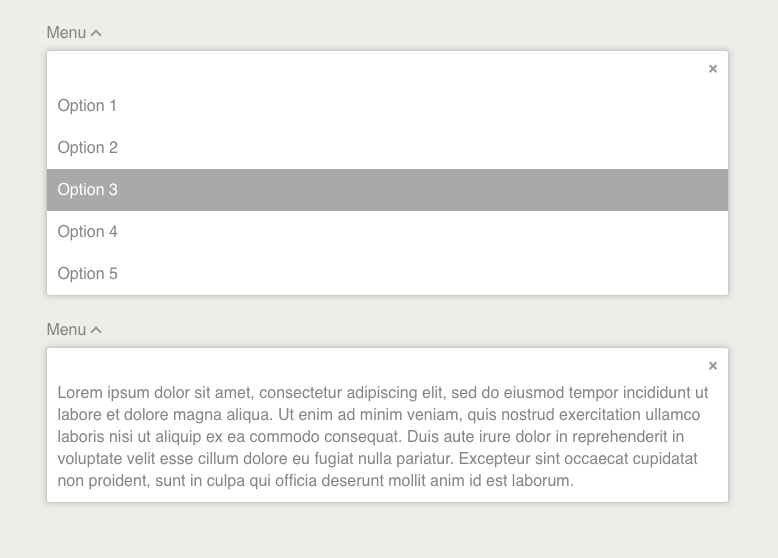 Menu
×
Option 1
Option 2
Option 3
Option 4
Option 5
Menu
×
Lorem ipsum dolor sit amet, consectetur adipiscing elit, sed do eiusmod tempor incididunt ut
labore et dolore magna aliqua. Ut enim ad minim veniam, quis nostrud exercitation ullamco
laboris nisi ut aliquip ex ea commodo consequat. Duis aute irure dolor in reprehenderit in
voluptate velit esse cillum dolore eu fugiat nulla pariatur. Excepteur sint occaecat cupidatat
non proident, sunt in culpa qui officia deserunt mollit anim id est laborum.